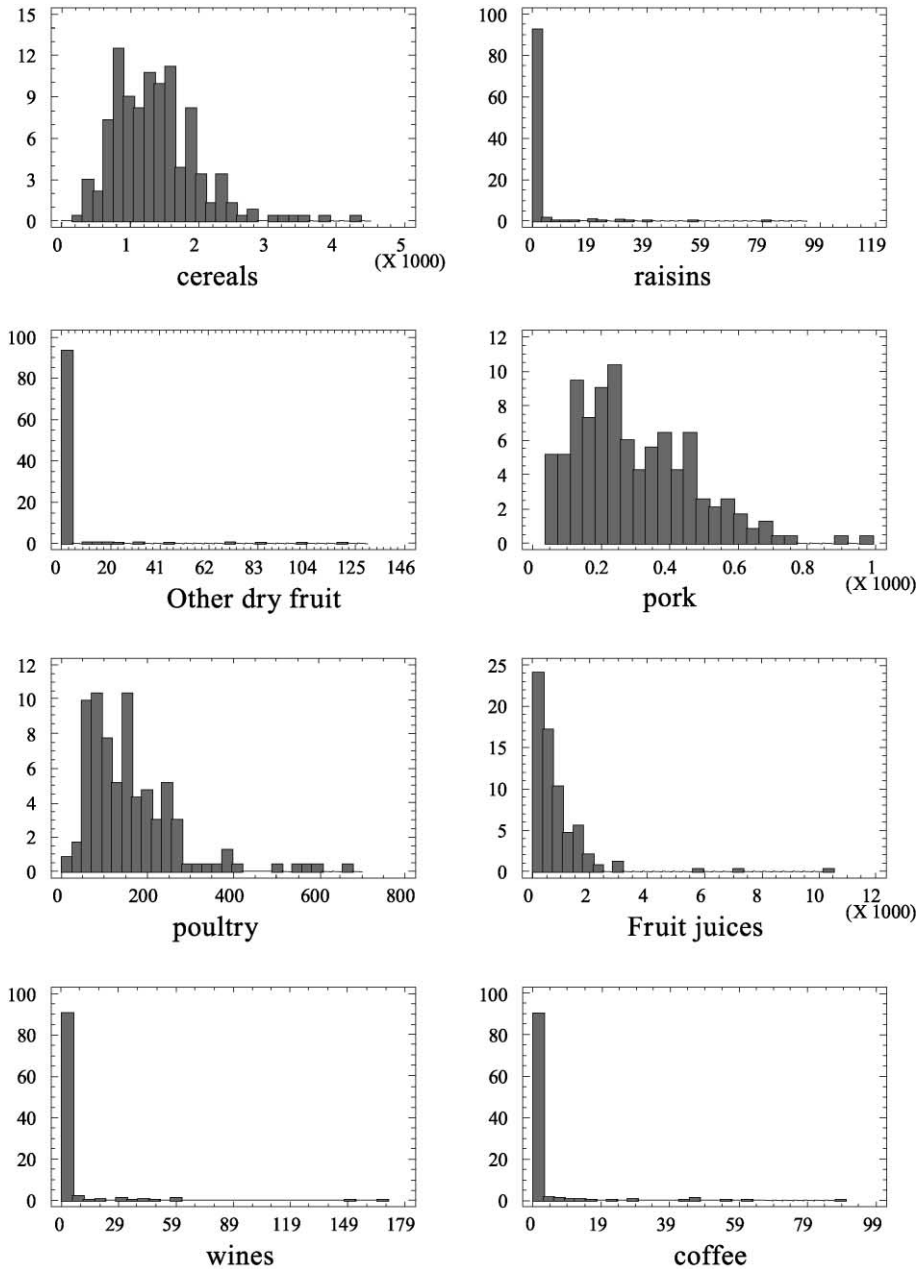 15
12
9
6
3
0
0 1 2 3 4 5
(X 1000)
cereals
100
80
60
40
20
0
0 19 39 59 79 99 119
raisins
100
80
60
40
20
0
0 20 41 62 83 104 125 146
Other dry fruit
12
10
8
6
4
2
0
0 0.2 0.4 0.6 0.8 1
(X 1000)
pork
12
10
8
6
4
2
0
0 200 400 600 800
poultry
25
20
15
10
5
0
0 2 4 6 8 10 12
(X 1000)
Fruit juices
100
80
60
40
20
0
0 29 59 89 119 149 179
wines
100
80
60
40
20
0
0 19 39 59 79 99
coffee